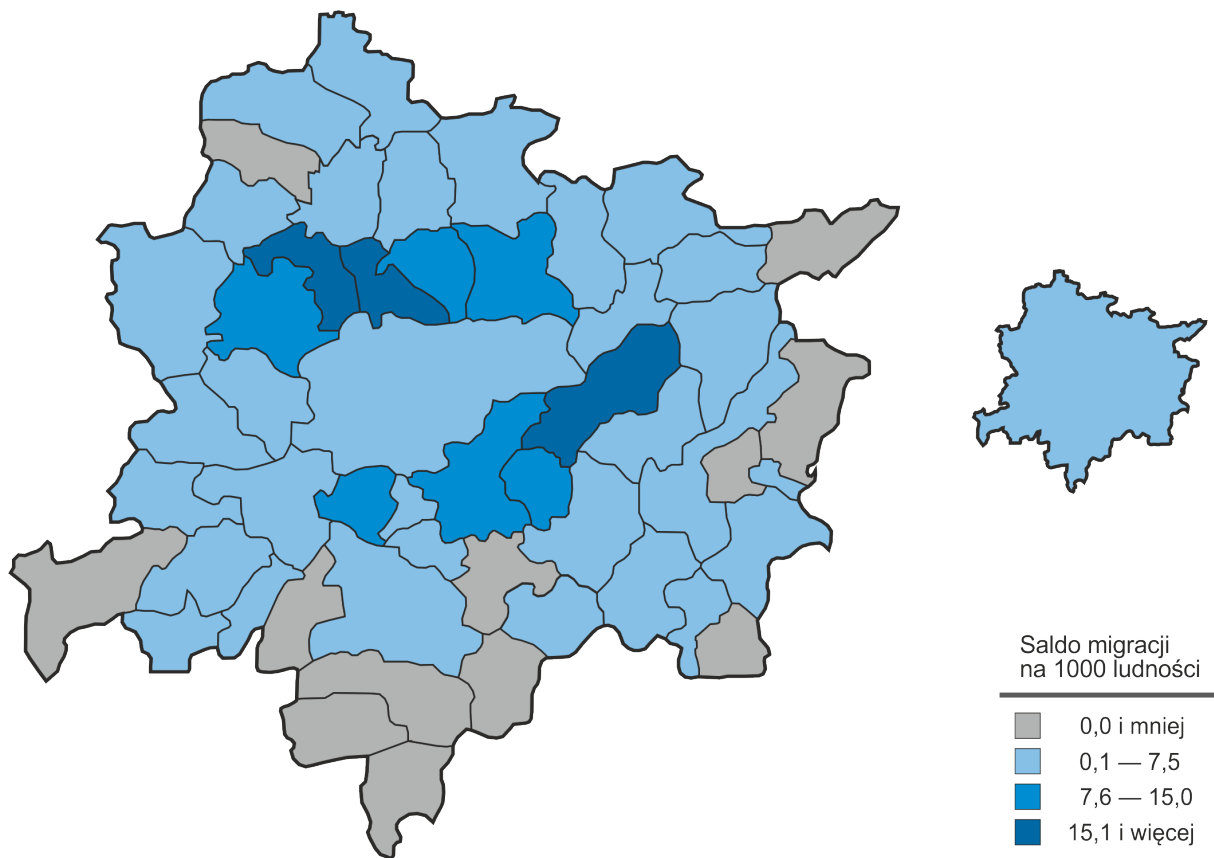 Saldo migracji
na 1000 ludności
0,0 i mniej
0,1 — 7,5
7,6 — 15,0
15,1 i więcej